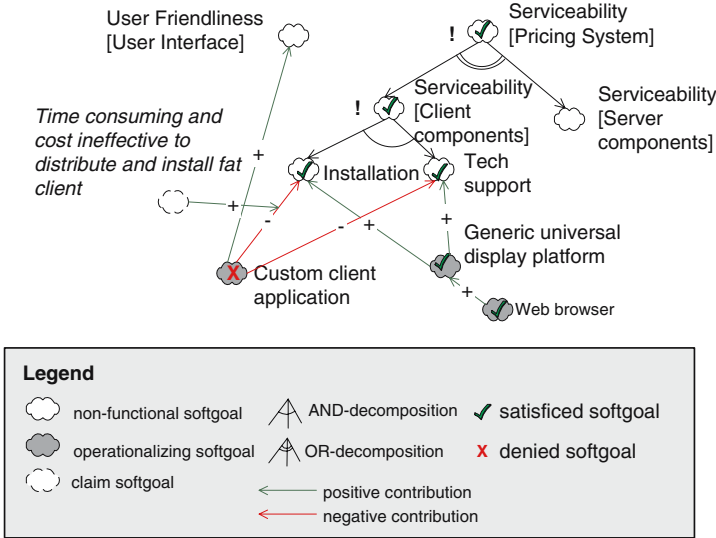 User Friendliness
[User Interface]
!
Serviceability
[Pricing System]
Time consuming and
cost ineffective to
distribute and install fat
client
!
Serviceability
[Client
components]
Serviceability
[Server
components]
+
Installation
Tech
support
+
-
-
+
+
Generic universal
display platform
X
Custom client
application
+
Web browser
Legend
non-functional softgoal
operationalizing softgoal
claim softgoal
AND-decomposition
OR-decomposition
satisficed softgoal
X denied softgoal
positive contribution
negative contribution